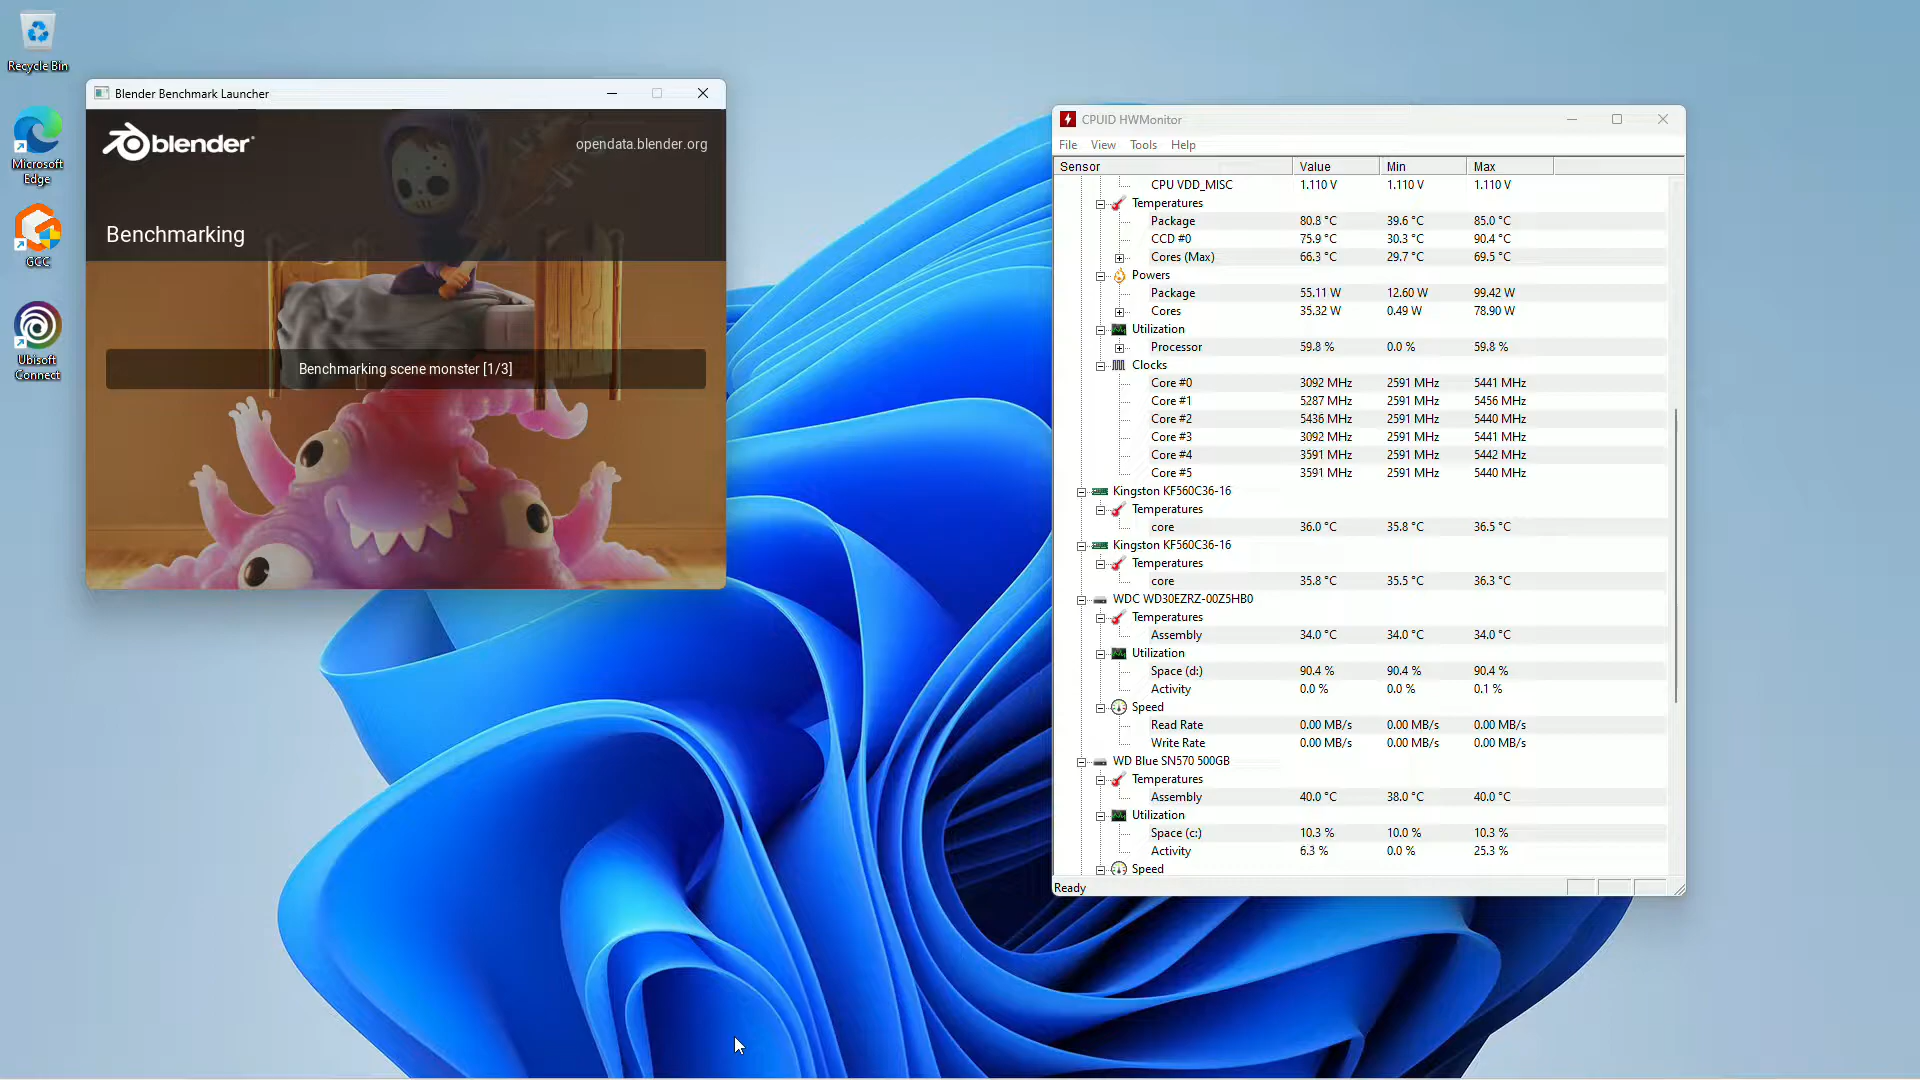 Recycle Bin
Microsoft
Edge
GCC
Ubisoft
Connect
Blender Benchmark Launcher
blender
opendata.blender.org
Benchmarking
Benchmarking scene monster [1/3]
CPUID HWMonitor
File View Tools Help
Sensor Value Min Max
CPU VDD_MISC 1.110 V 1.110 V 1.110 V
Temperatures
Package 80.8 °C 39.6 °C 85.0 °C
CCD #0 75.9 °C 30.3 °C 90.4 °C
Cores (Max) 66.3 °C 29.7 °C 69.5 °C
Powers
Package 55.11 W 12.60 W 99.42 W
Cores 35.32 W 0.49 W 78.90 W
Utilization
Processor 59.8 % 0.0 % 59.8 %
Clocks
Core #0 3092 MHz 2591 MHz 5441 MHz
Core #1 5287 MHz 2591 MHz 5456 MHz
Core #2 5436 MHz 2591 MHz 5440 MHz
Core #3 3092 MHz 2591 MHz 5441 MHz
Core #4 3591 MHz 2591 MHz 5442 MHz
Core #5 3591 MHz 2591 MHz 5440 MHz
Kingston KF560C36-16
Temperatures
core 36.0 °C 35.8 °C 36.5 °C
Kingston KF560C36-16
Temperatures
core 35.8 °C 35.5 °C 36.3 °C
WDC WD30EZRZ-00Z5HB0
Temperatures
Assembly 34.0 °C 34.0 °C 34.0 °C
Utilization
Space (d:) 90.4 % 90.4 % 90.4 %
Activity 0.0 % 0.0 % 0.1 %
Speed
Read Rate 0.00 MB/s 0.00 MB/s 0.00 MB/s
Write Rate 0.00 MB/s 0.00 MB/s 0.00 MB/s
WD Blue SN570 500GB
Temperatures
Assembly 40.0 °C 38.0 °C 40.0 °C
Utilization
Space (c:) 10.3 % 10.0 % 10.3 %
Activity 6.3 % 0.0 % 25.3 %
Speed
Ready